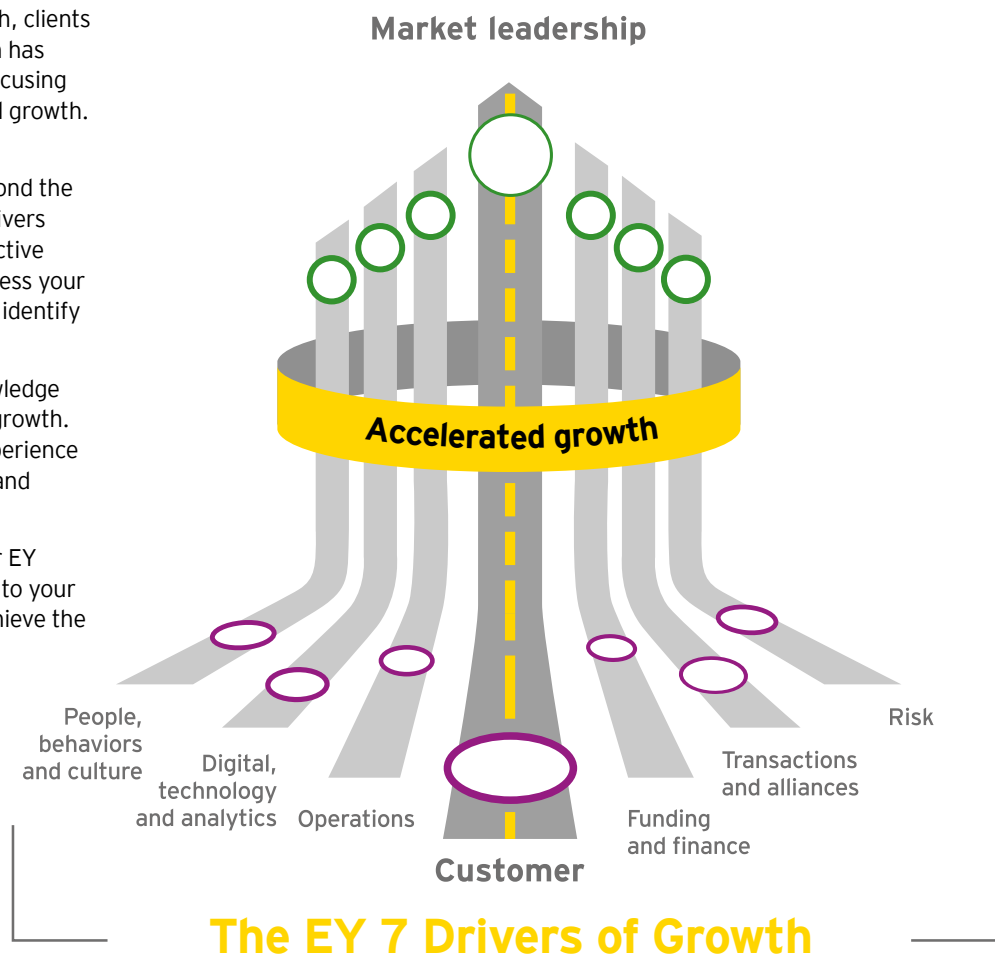 h, clients
has
cusing
growth.
ond the
ivers
ctive
ess your
identify
wledge
growth.
perience
and
EY
to your
hieve the
Market leadership
Accelerated growth
People,
behaviors
and culture
Digital,
technology
and analytics
Operations
Customer
Funding
and finance
Transactions
and alliances
Risk
The EY 7 Drivers of Growth